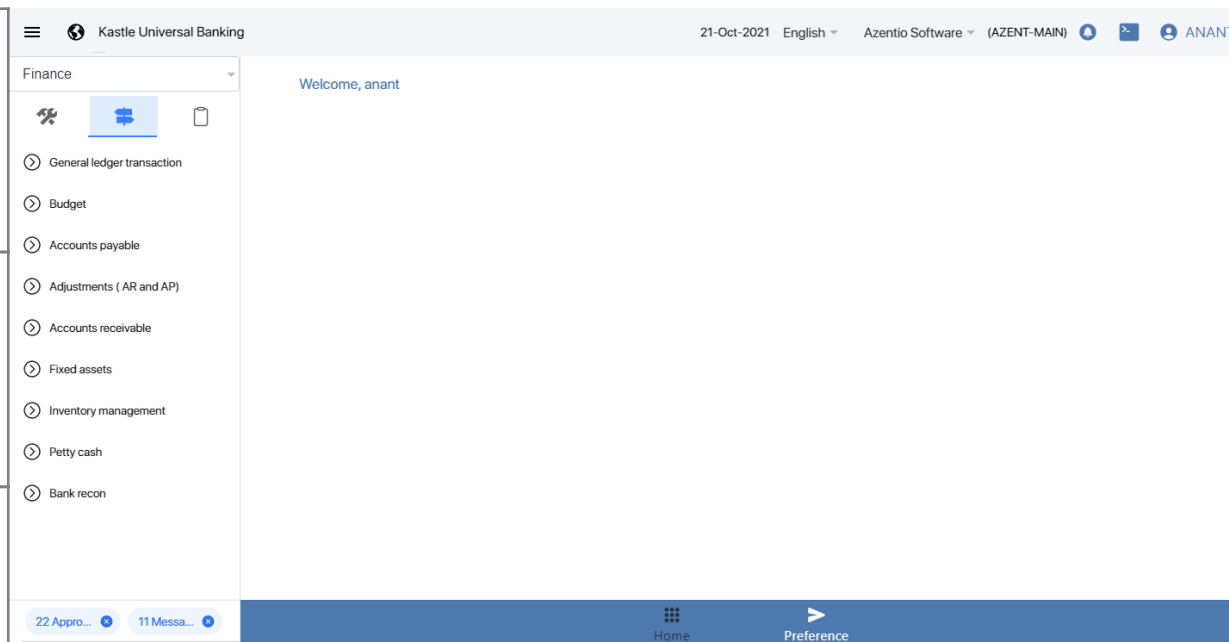 Kastle Universal Banking
21-Oct-2021 English Azentio Software (AZENT-MAIN) ANANT
Finance
Welcome, anant
General ledger transaction
Budget
Accounts payable
Adjustments ( AR and AP)
Accounts receivable
Fixed assets
Inventory management
Petty cash
Bank recon
22 Appro... 11 Messa...
Home Preference